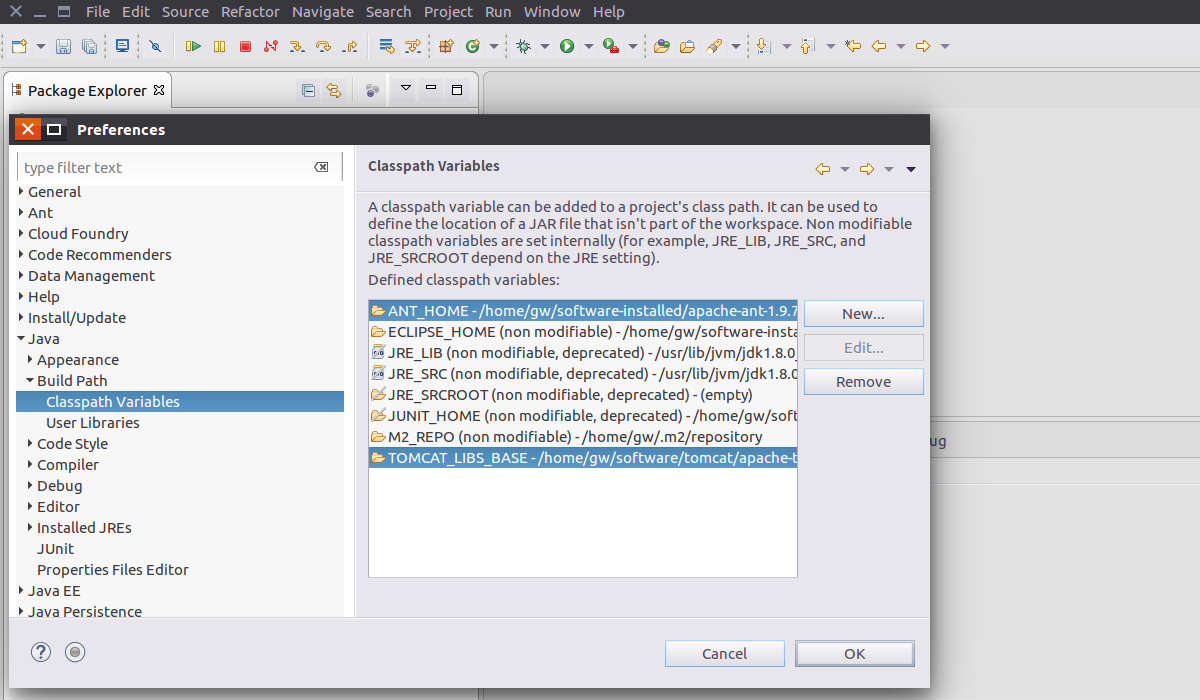 File Edit Source Refactor Navigate Search Project Run Window Help
Package Explorer
Preferences
type filter text
General
Ant
Cloud Foundry
Code Recommenders
Data Management
Help
Install/Update
Java
Appearance
Build Path
Classpath Variables
User Libraries
Code Style
Compiler
Debug
Editor
Installed JREs
JUnit
Properties Files Editor
Java EE
Java Persistence
Classpath Variables
A classpath variable can be added to a project's class path. It can be used to
define the location of a JAR file that isn't part of the workspace. Non modifiable
classpath variables are set internally (for example, JRE_LIB, JRE_SRC, and
JRE_SRCROOT depend on the JRE setting).
Defined classpath variables:
ANT_HOME - /home/gw/software-installed/apache-ant-1.9.7
ECLIPSE_HOME (non modifiable) - /home/gw/software-insta
JRE_LIB (non modifiable, deprecated) - /usr/lib/jvm/jdk1.8.0_
JRE_SRC (non modifiable, deprecated) - /usr/lib/jvm/jdk1.8.0
JRE_SRCROOT (non modifiable, deprecated) - (empty)
JUNIT_HOME (non modifiable, deprecated) - /home/gw/soft
M2_REPO (non modifiable) - /home/gw/.m2/repository
TOMCAT_LIBS_BASE - /home/gw/software/tomcat/apache-t
New...
Edit...
Remove
ug
Cancel
OK